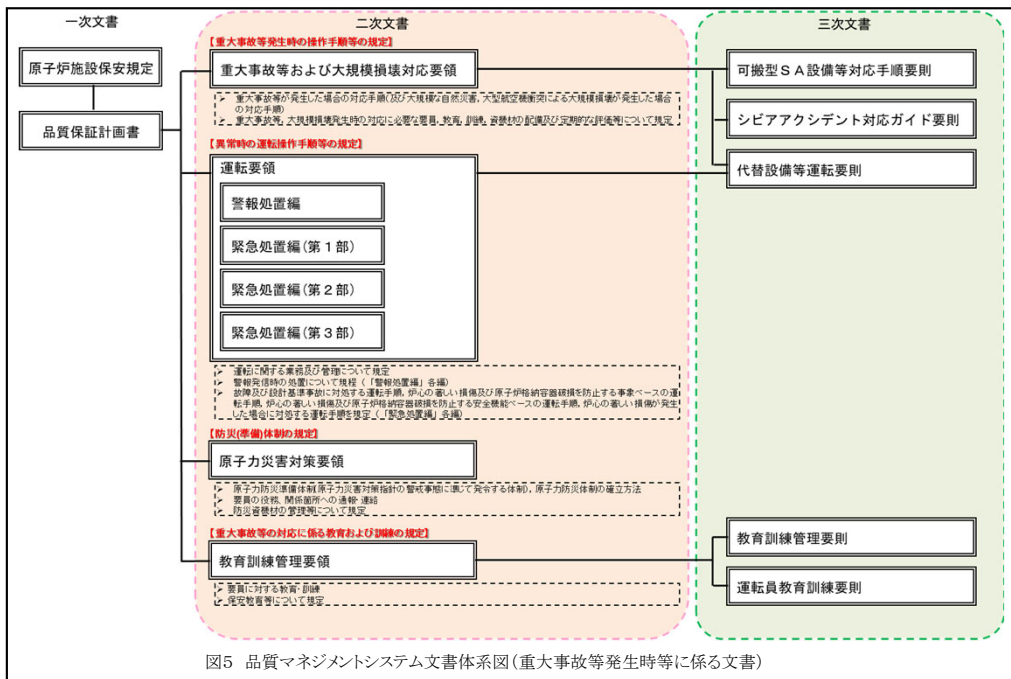 一次文書
二次文書
三次文書
原子炉施設保安規定
品質保証計画書
【重大事故等発生時の操作手順等の規定】
重大事故等および大規模損壊対応要領
➢ 重大事故等が発生した場合の対応手順(及び大規模な自然災害，大型航空機衝突による大規模損壊が発生した場合
の対応手順)
➢ 重大事故等，大規模損壊発生時の対応に必要な要員，教育，訓練，資機材の配備及び定期的な評価等について規定
可搬型ＳＡ設備等対応手順要則
シビアアクシデント対応ガイド要則
代替設備等運転要則
【異常時の運転操作手順等の規定】
運転要領
警報処置編
緊急処置編(第１部)
緊急処置編(第２部)
緊急処置編(第３部)
➢ 運転に関する業務及び管理について規定
➢ 警報発信時の処置について規程（「警報処置編」各編）
➢ 故障及び設計基準事故に対処する運転手順，炉心の著しい損傷及び原子炉格納容器破損を防止する事象ベースの運
転手順，炉心の著しい損傷及び原子炉格納容器破損を防止する安全機能ベースの運転手順，炉心の著しい損傷が発生
した場合に対処する運転手順を規定（「緊急処置編」各編）
【防災(準備)体制の規定】
原子力災害対策要領
➢ 原子力防災準備体制(原子力災害対策指針の警戒事態に準じて発令する体制)，原子力防災体制の確立方法
➢ 要員の役務，関係箇所への通報・連絡
➢ 防災資機材の管理等について規定
【重大事故等の対応に係る教育および訓練の規定】
教育訓練管理要領
➢ 要員に対する教育・訓練
➢ 保安教育等について規定
教育訓練管理要則
運転員教育訓練要則
図5 品質マネジメントシステム文書体系図(重大事故等発生時等に係る文書)